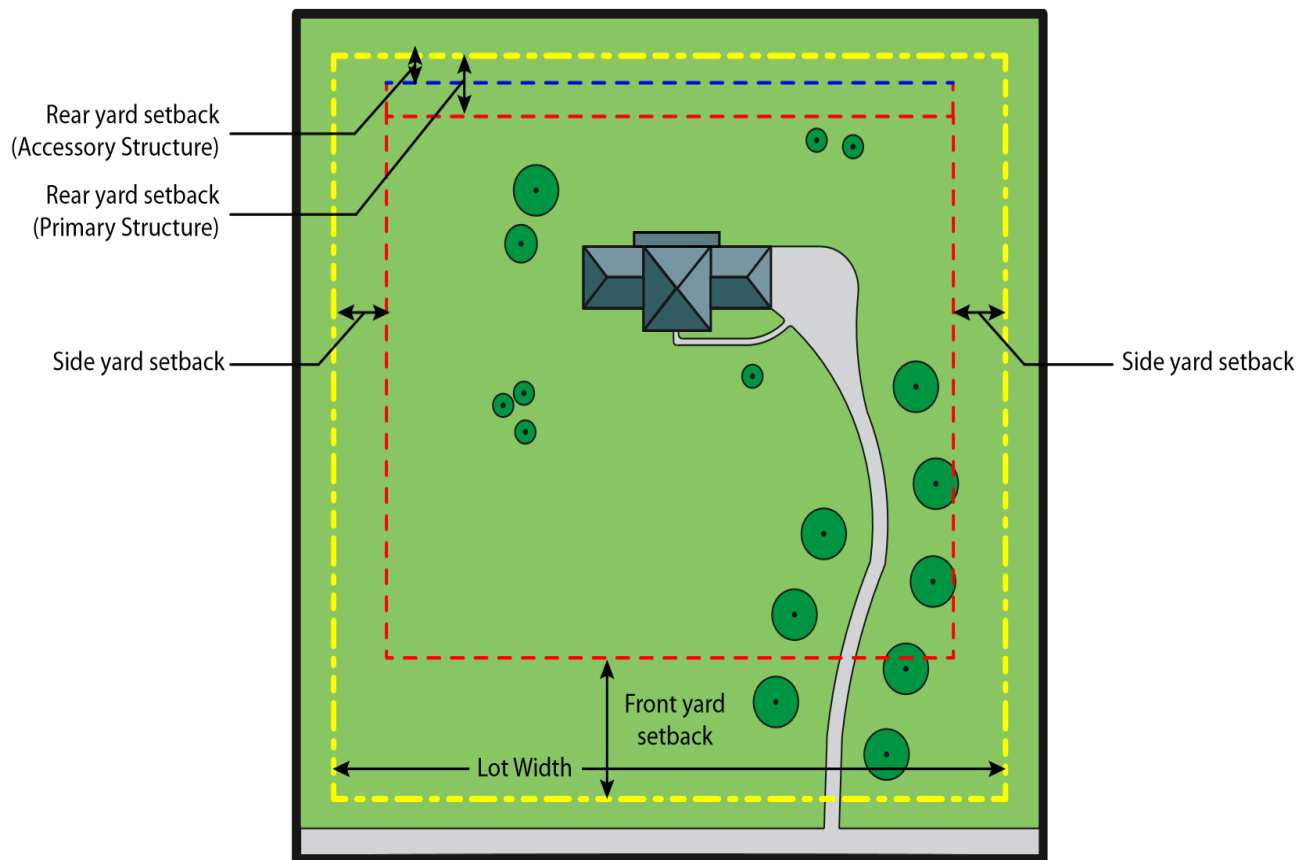 Rear yard setback
(Accessory Structure)
Rear yard setback
(Primary Structure)
Side yard setback
Side yard setback
Front yard
setback
Lot Width